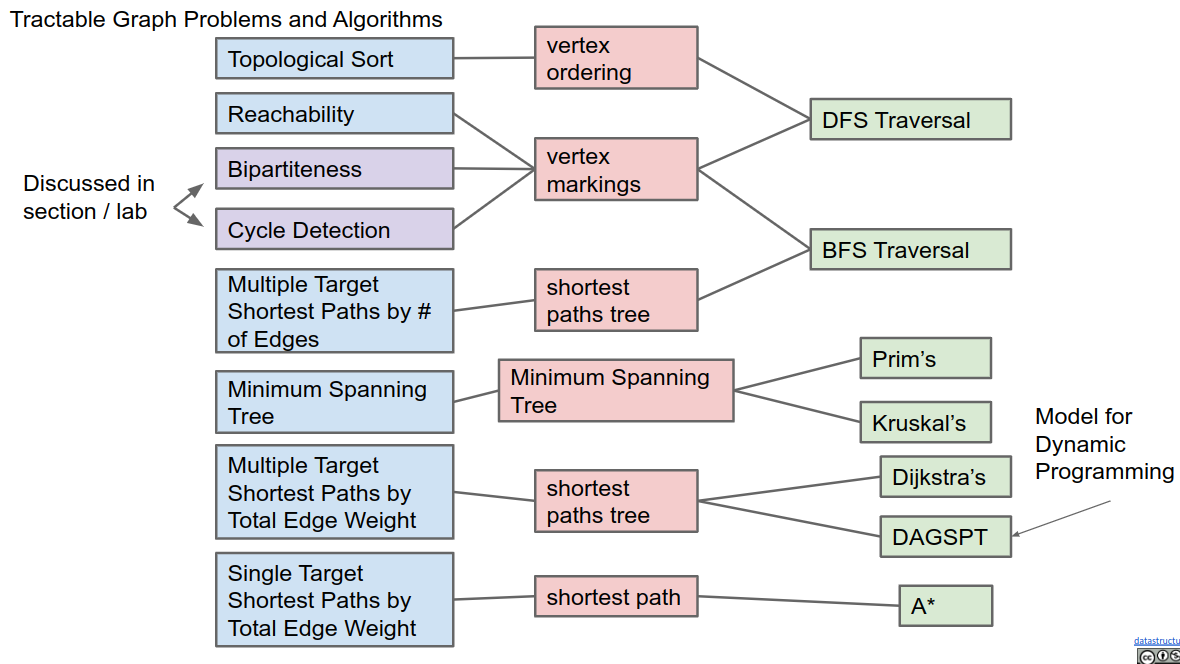 Tractable Graph Problems and Algorithms
Topological Sort
vertex
ordering
Reachability
DFS Traversal
Bipartiteness
vertex
markings
Discussed in
section / lab
Cycle Detection
BFS Traversal
Multiple Target
Shortest Paths by #
of Edges
shortest
paths tree
Minimum Spanning
Tree
Minimum Spanning
Tree
Prim's
Kruskal's
Model for
Dynamic
Programming
Multiple Target
Shortest Paths by
Total Edge Weight
shortest
paths tree
Dijkstra's
DAGSPT
Single Target
Shortest Paths by
Total Edge Weight
shortest path
A*
datastructu
cc